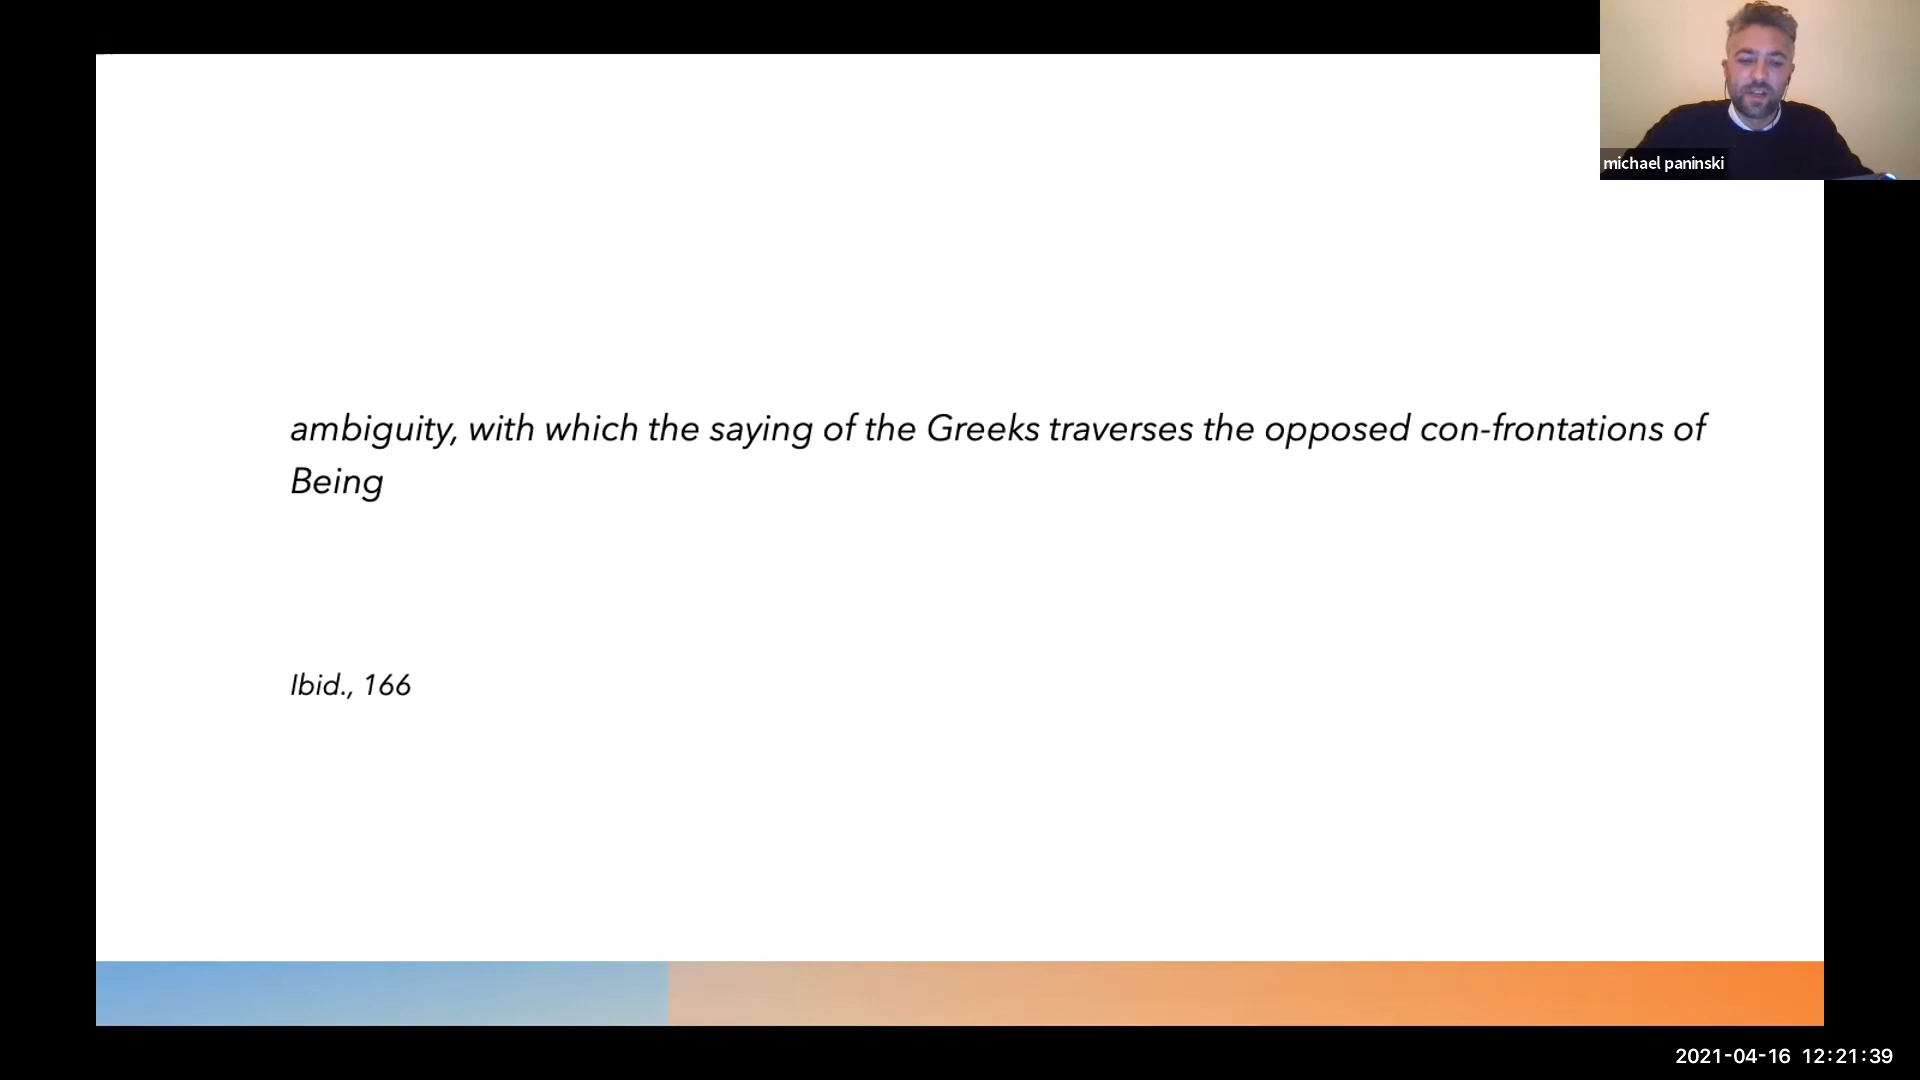 michael paninski
ambiguity, with which the saying of the Greeks traverses the opposed con-frontations of
Being
Ibid., 166
2021-04-16 12:21:39